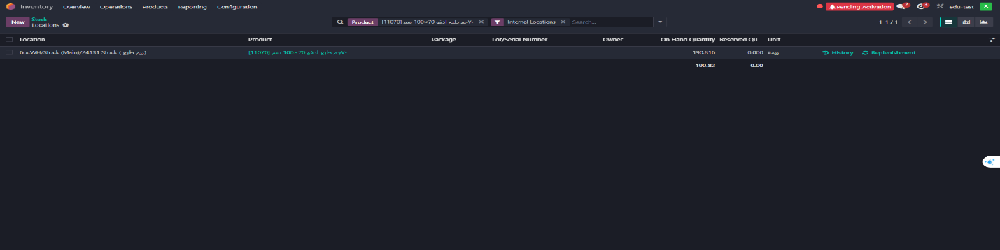 Inventory Overview Operations Products Reporting Configuration Pending Activation 2 3 edu-test S
New Stock
Locations
Product [11070] ٧٠جم طبع ادفو 70×100 سم
Internal Locations
Search...
1-1 / 1
Location Product Package Lot/Serial Number Owner On Hand Quantity Reserved Qu... Unit
6ocWH/Stock (Main)/24131 Stock ( رزم طبع) [11070] ٧٠جم طبع ادفو 70×100 سم 190.816 0.000 رزمة History Replenishment
190.82 0.00